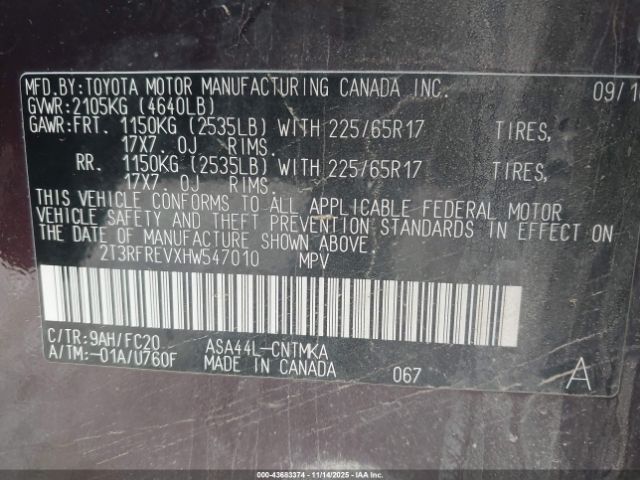 MFD.BY:TOYOTA MOTOR MANUFACTURING CANADA INC. 09/16
GVWR:2105KG (4640LB)
GAWR:FRT. 1150KG (2535LB) WITH 225/65R17 TIRES,
17X7.0J RIMS.
RR. 1150KG (2535LB) WITH 225/65R17 TIRES,
17X7.0J RIMS.
THIS VEHICLE CONFORMS TO ALL APPLICABLE FEDERAL MOTOR
VEHICLE SAFETY AND THEFT PREVENTION STANDARDS IN EFFECT ON
THE DATE OF MANUFACTURE SHOWN ABOVE.
2T3RFREVXHW547010 MPV
C/TR:9AH/FC20 ASA44L-CNTMKA
A/TM:-01A/U760F MADE IN CANADA 067 A
000-43683374 - 11/14/2025 - IAAI.COM